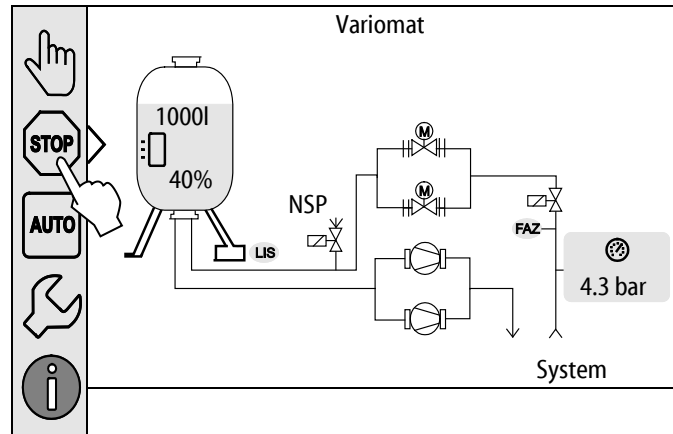 Variomat
STOP
AUTO
1000l
40%
LIS
NSP
M
M
FAZ
4.3 bar
System
i